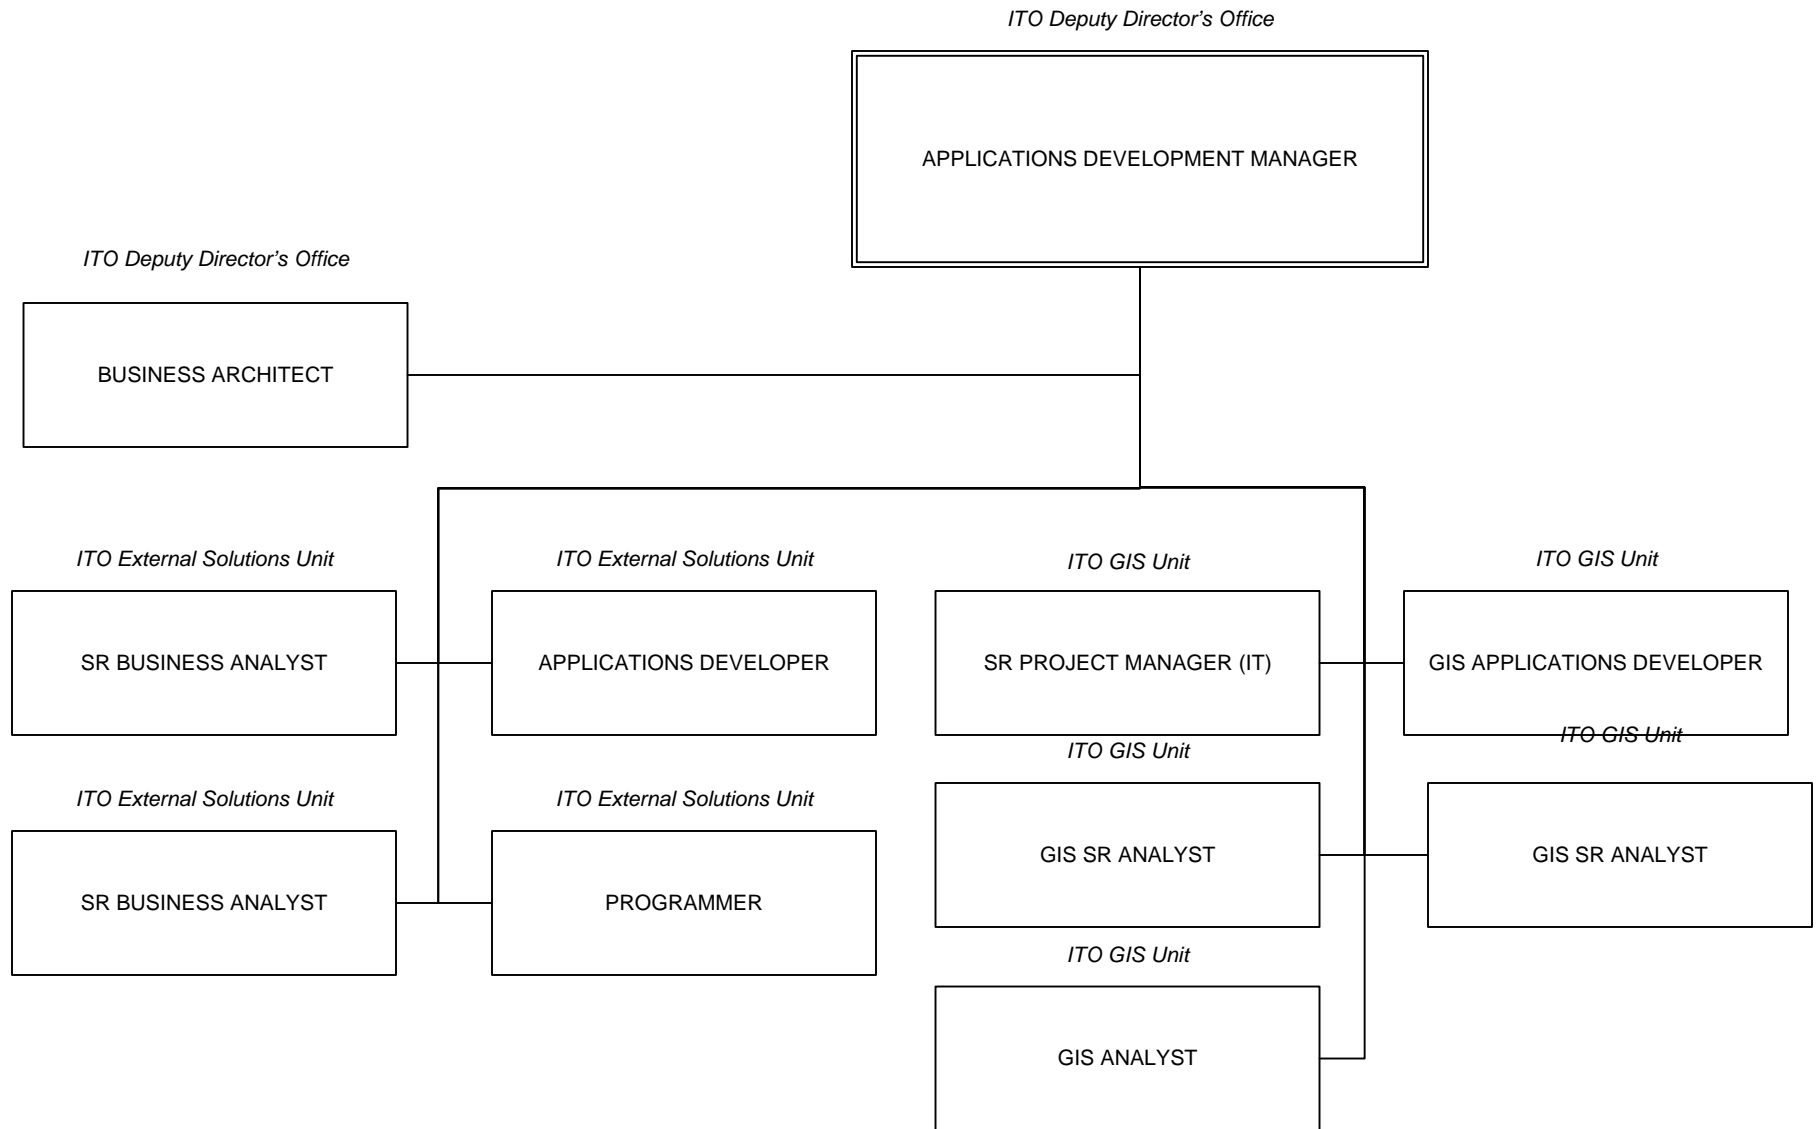 ITO Deputy Director’s Office
APPLICATIONS DEVELOPMENT MANAGER
ITO Deputy Director’s Office
BUSINESS ARCHITECT
ITO External Solutions Unit
SR BUSINESS ANALYST
ITO External Solutions Unit
APPLICATIONS DEVELOPER
ITO GIS Unit
SR PROJECT MANAGER (IT)
ITO GIS Unit
GIS APPLICATIONS DEVELOPER
ITO External Solutions Unit
SR BUSINESS ANALYST
ITO External Solutions Unit
PROGRAMMER
ITO GIS Unit
GIS SR ANALYST
ITO GIS Unit
GIS SR ANALYST
ITO GIS Unit
GIS ANALYST